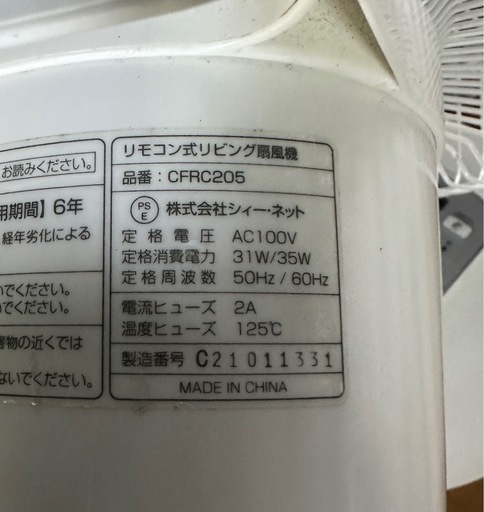 お読みください。
用期間】6年
経年劣化による
いでください。
でください。
害物の近くでは
ないでください。
リモコン式リビング扇風機
品番：CFRC205
PS E 株式会社シィー・ネット
定格電圧 AC100V
定格消費電力 31W/35W
定格周波数 50Hz / 60Hz
電流ヒューズ 2A
温度ヒューズ 125℃
製造番号 C21011331
MADE IN CHINA